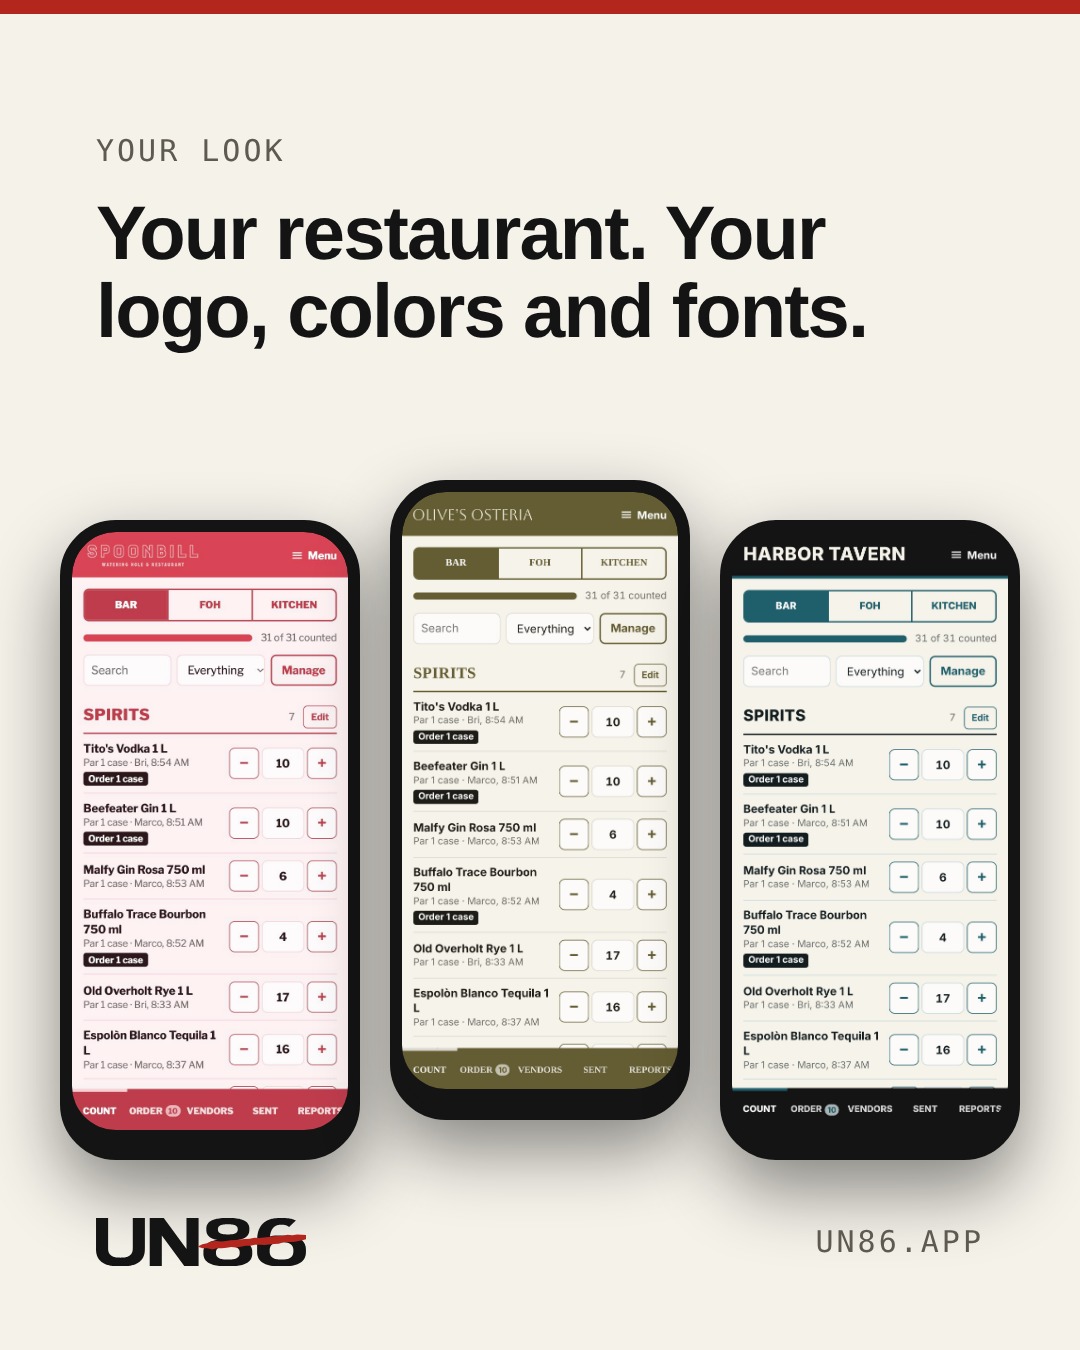 YOUR LOOK
Your restaurant. Your
logo, colors and fonts.
SPOONBILL
WATERING HOLE & RESTAURANT
≡ Menu
BAR FOH KITCHEN
31 of 31 counted
Search Everything Manage
SPIRITS 7 Edit
Tito's Vodka 1 L
Par 1 case · Bri, 8:54 AM
Order 1 case
− 10 +
Beefeater Gin 1 L
Par 1 case · Marco, 8:51 AM
Order 1 case
− 10 +
Malfy Gin Rosa 750 ml
Par 1 case · Marco, 8:53 AM
− 6 +
Buffalo Trace Bourbon
750 ml
Par 1 case · Marco, 8:52 AM
Order 1 case
− 4 +
Old Overholt Rye 1 L
Par 1 case · Bri, 8:33 AM
− 17 +
Espolòn Blanco Tequila 1
L
Par 1 case · Marco, 8:37 AM
− 16 +
COUNT ORDER 10 VENDORS SENT REPORTS
OLIVE'S OSTERIA
≡ Menu
BAR FOH KITCHEN
31 of 31 counted
Search Everything Manage
SPIRITS 7 Edit
Tito's Vodka 1 L
Par 1 case · Bri, 8:54 AM
Order 1 case
− 10 +
Beefeater Gin 1 L
Par 1 case · Marco, 8:51 AM
Order 1 case
− 10 +
Malfy Gin Rosa 750 ml
Par 1 case · Marco, 8:53 AM
− 6 +
Buffalo Trace Bourbon
750 ml
Par 1 case · Marco, 8:52 AM
Order 1 case
− 4 +
Old Overholt Rye 1 L
Par 1 case · Bri, 8:33 AM
− 17 +
Espolòn Blanco Tequila 1
L
Par 1 case · Marco, 8:37 AM
− 16 +
COUNT ORDER 10 VENDORS SENT REPORTS
HARBOR TAVERN
≡ Menu
BAR FOH KITCHEN
31 of 31 counted
Search Everything Manage
SPIRITS 7 Edit
Tito's Vodka 1 L
Par 1 case · Bri, 8:54 AM
Order 1 case
− 10 +
Beefeater Gin 1 L
Par 1 case · Marco, 8:51 AM
Order 1 case
− 10 +
Malfy Gin Rosa 750 ml
Par 1 case · Marco, 8:53 AM
− 6 +
Buffalo Trace Bourbon
750 ml
Par 1 case · Marco, 8:52 AM
Order 1 case
− 4 +
Old Overholt Rye 1 L
Par 1 case · Bri, 8:33 AM
− 17 +
Espolòn Blanco Tequila 1
L
Par 1 case · Marco, 8:37 AM
− 16 +
COUNT ORDER 10 VENDORS SENT REPORTS
UN86
UN86.APP